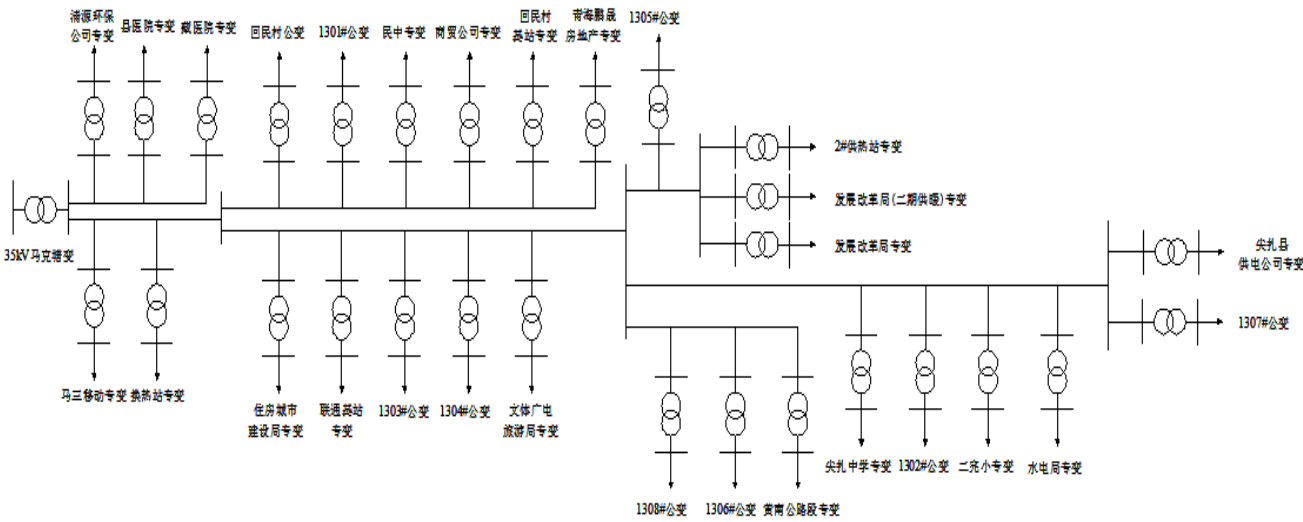 清源环保
公司专变
县医院专变
藏医院专变
回民村公变
1301#公变
民中专变
商贸公司专变
回民村
基站专变
青海鹏晟
房地产专变
1305#公变
2#供热站专变
发展改革局(二期供暖)专变
发展改革局专变
35kV马克塘变
尖扎县
供电公司专变
1307#公变
马三移动专变
换热站专变
住房城市
建设局专变
联通基站
专变
1303#公变
1304#公变
文体广电
旅游局专变
尖扎中学专变
1302#公变
二完小专变
水电局专变
1308#公变
1306#公变
黄南公路段专变